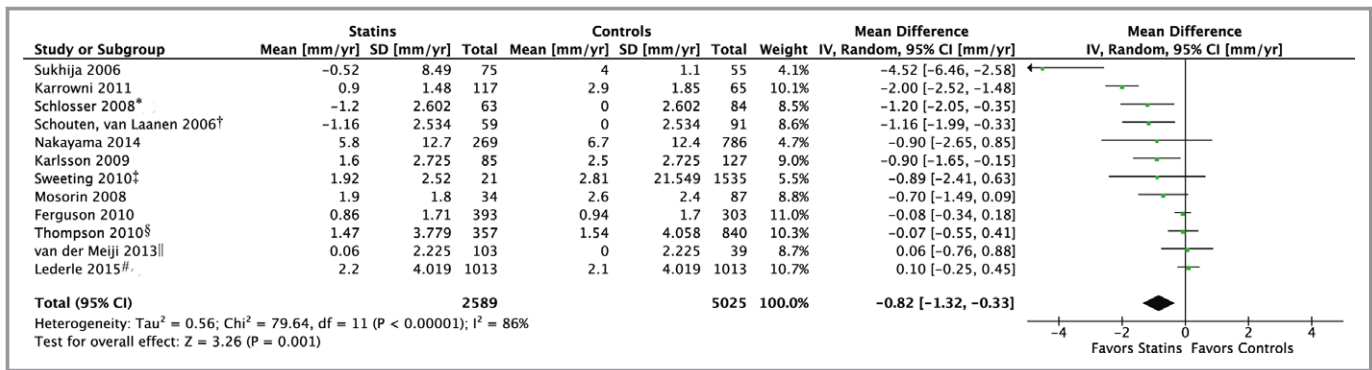 Statins Controls Mean Difference Mean Difference
Study or Subgroup Mean [mm/yr] SD [mm/yr] Total Mean [mm/yr] SD [mm/yr] Total Weight IV, Random, 95% CI [mm/yr] IV, Random, 95% CI [mm/yr]
Sukhija 2006 −0.52 8.49 75 4 1.1 55 4.1% −4.52 [−6.46, −2.58]
Karrowni 2011 0.9 1.48 117 2.9 1.85 65 10.1% −2.00 [−2.52, −1.48]
Schlosser 2008* −1.2 2.602 63 0 2.602 84 8.5% −1.20 [−2.05, −0.35]
Schouten, van Laanen 2006† −1.16 2.534 59 0 2.534 91 8.6% −1.16 [−1.99, −0.33]
Nakayama 2014 5.8 12.7 269 6.7 12.4 786 4.7% −0.90 [−2.65, 0.85]
Karlsson 2009 1.6 2.725 85 2.5 2.725 127 9.0% −0.90 [−1.65, −0.15]
Sweeting 2010‡ 1.92 2.52 21 2.81 21.549 1535 5.5% −0.89 [−2.41, 0.63]
Mosorin 2008 1.9 1.8 34 2.6 2.4 87 8.8% −0.70 [−1.49, 0.09]
Ferguson 2010 0.86 1.71 393 0.94 1.7 303 11.0% −0.08 [−0.34, 0.18]
Thompson 2010§ 1.47 3.779 357 1.54 4.058 840 10.4% −0.07 [−0.55, 0.41]
van der Meiji 2013|| 0.06 2.225 103 0 2.225 39 8.6% 0.06 [−0.76, 0.88]
Lederle 2015# 2.2 4.019 1013 2.1 4.019 1013 10.7% 0.10 [−0.25, 0.45]
Total (95% CI) 2589 5025 100.0% −0.82 [−1.32, −0.33]
Heterogeneity: Tau² = 0.56; Chi² = 79.64, df = 11 (P < 0.00001); I² = 86%
Test for overall effect: Z = 3.26 (P = 0.001)
−4 −2 0 2 4
Favors Statins Favors Controls